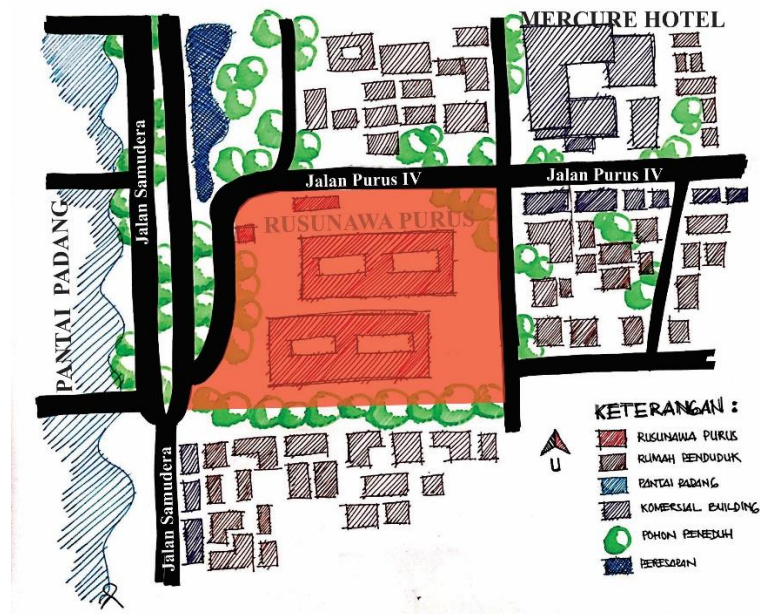 MERCURE HOTEL
Jalan Samudera
Jalan Purus IV
Jalan Purus IV
RUSUNAWA PURUS
PANTAI PADANG
Jalan Samudera
KETERANGAN :
RUSUNAWA PURUS
RUMAH PENDUDUK
PANTAI PADANG
KOMERSIAL BUILDING
POHON PENEDUH
PERESAPAN
U